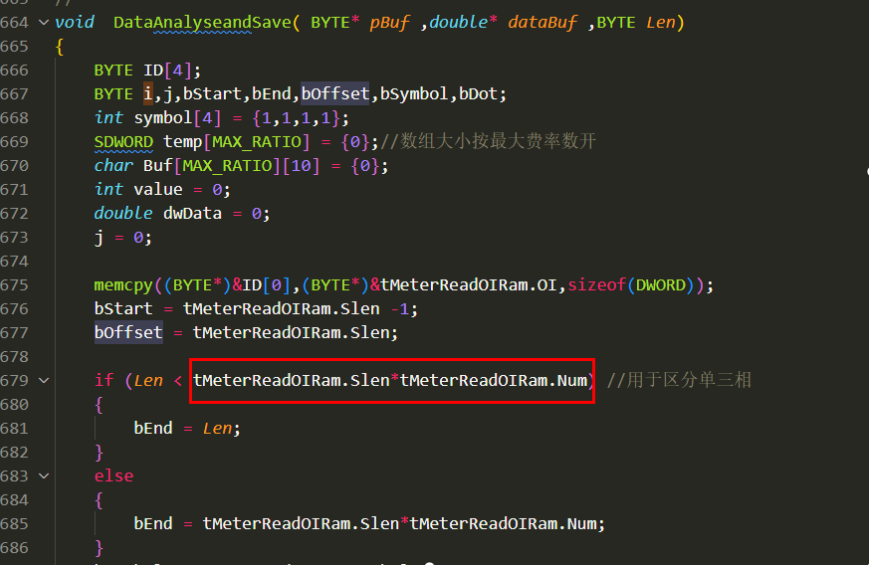 664 void DataAnalyseandSave( BYTE* pBuf ,double* dataBuf ,BYTE Len)
665 {
666 BYTE ID[4];
667 BYTE i,j,bStart,bEnd,bOffset,bSymbol,bDot;
668 int symbol[4] = {1,1,1,1};
669 SDWORD temp[MAX_RATIO] = {0};//数组大小按最大费率数开
670 char Buf[MAX_RATIO][10] = {0};
671 int value = 0;
672 double dwData = 0;
673 j = 0;
674
675 memcpy((BYTE*)&ID[0],(BYTE*)&tMeterReadOIRam.OI,sizeof(DWORD));
676 bStart = tMeterReadOIRam.Slen -1;
677 bOffset = tMeterReadOIRam.Slen;
678
679 if (Len < tMeterReadOIRam.Slen*tMeterReadOIRam.Num) //用于区分单三相
680 {
681 bEnd = Len;
682 }
683 else
684 {
685 bEnd = tMeterReadOIRam.Slen*tMeterReadOIRam.Num;
686 }